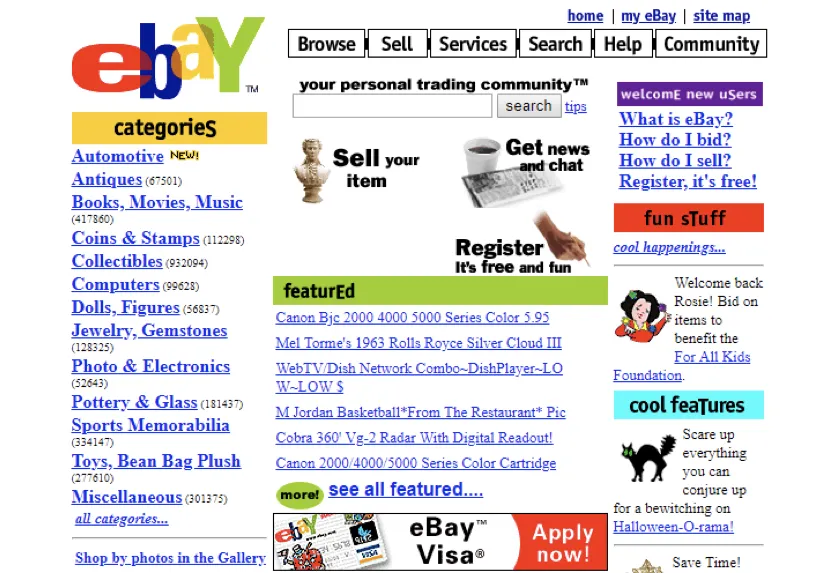 home | my eBay | site map
ebaY™
Browse Sell Services Search Help Community
your personal trading community™
search tips
categorieS
Automotive NEW!
Antiques (67501)
Books, Movies, Music
(417860)
Coins & Stamps (112298)
Collectibles (932094)
Computers (99628)
Dolls, Figures (56837)
Jewelry, Gemstones
(128325)
Photo & Electronics
(52643)
Pottery & Glass (181437)
Sports Memorabilia
(334147)
Toys, Bean Bag Plush
(277610)
Miscellaneous (301375)
all categories...
Shop by photos in the Gallery
Sell your
item
Get news
and chat
Register
It's free and fun
featurEd
Canon Bjc 2000 4000 5000 Series Color 5.95
Mel Torme's 1963 Rolls Royce Silver Cloud III
WebTV/Dish Network Combo~DishPlayer~LO
W~LOW $
M Jordan Basketball*From The Restaurant* Pic
Cobra 360' Vg-2 Radar With Digital Readout!
Canon 2000/4000/5000 Series Color Cartridge
more! see all featured....
ebaY
VISA
eBay™
Visa®
Apply
now!
welcomE new uSers
What is eBay?
How do I bid?
How do I sell?
Register, it's free!
fun sTuff
cool happenings...
Welcome back
Rosie! Bid on
items to
benefit the
For All Kids
Foundation.
cool feaTures
Scare up
everything
you can
conjure up
for a bewitching on
Halloween-O-rama!
Save Time!